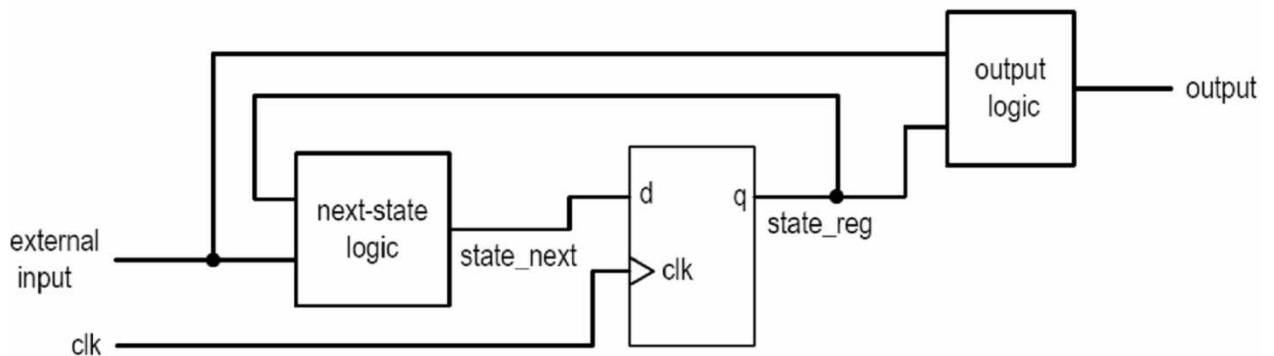 output
logic
output
d
q
next-state
logic
state_reg
external
input
state_next
clk
clk